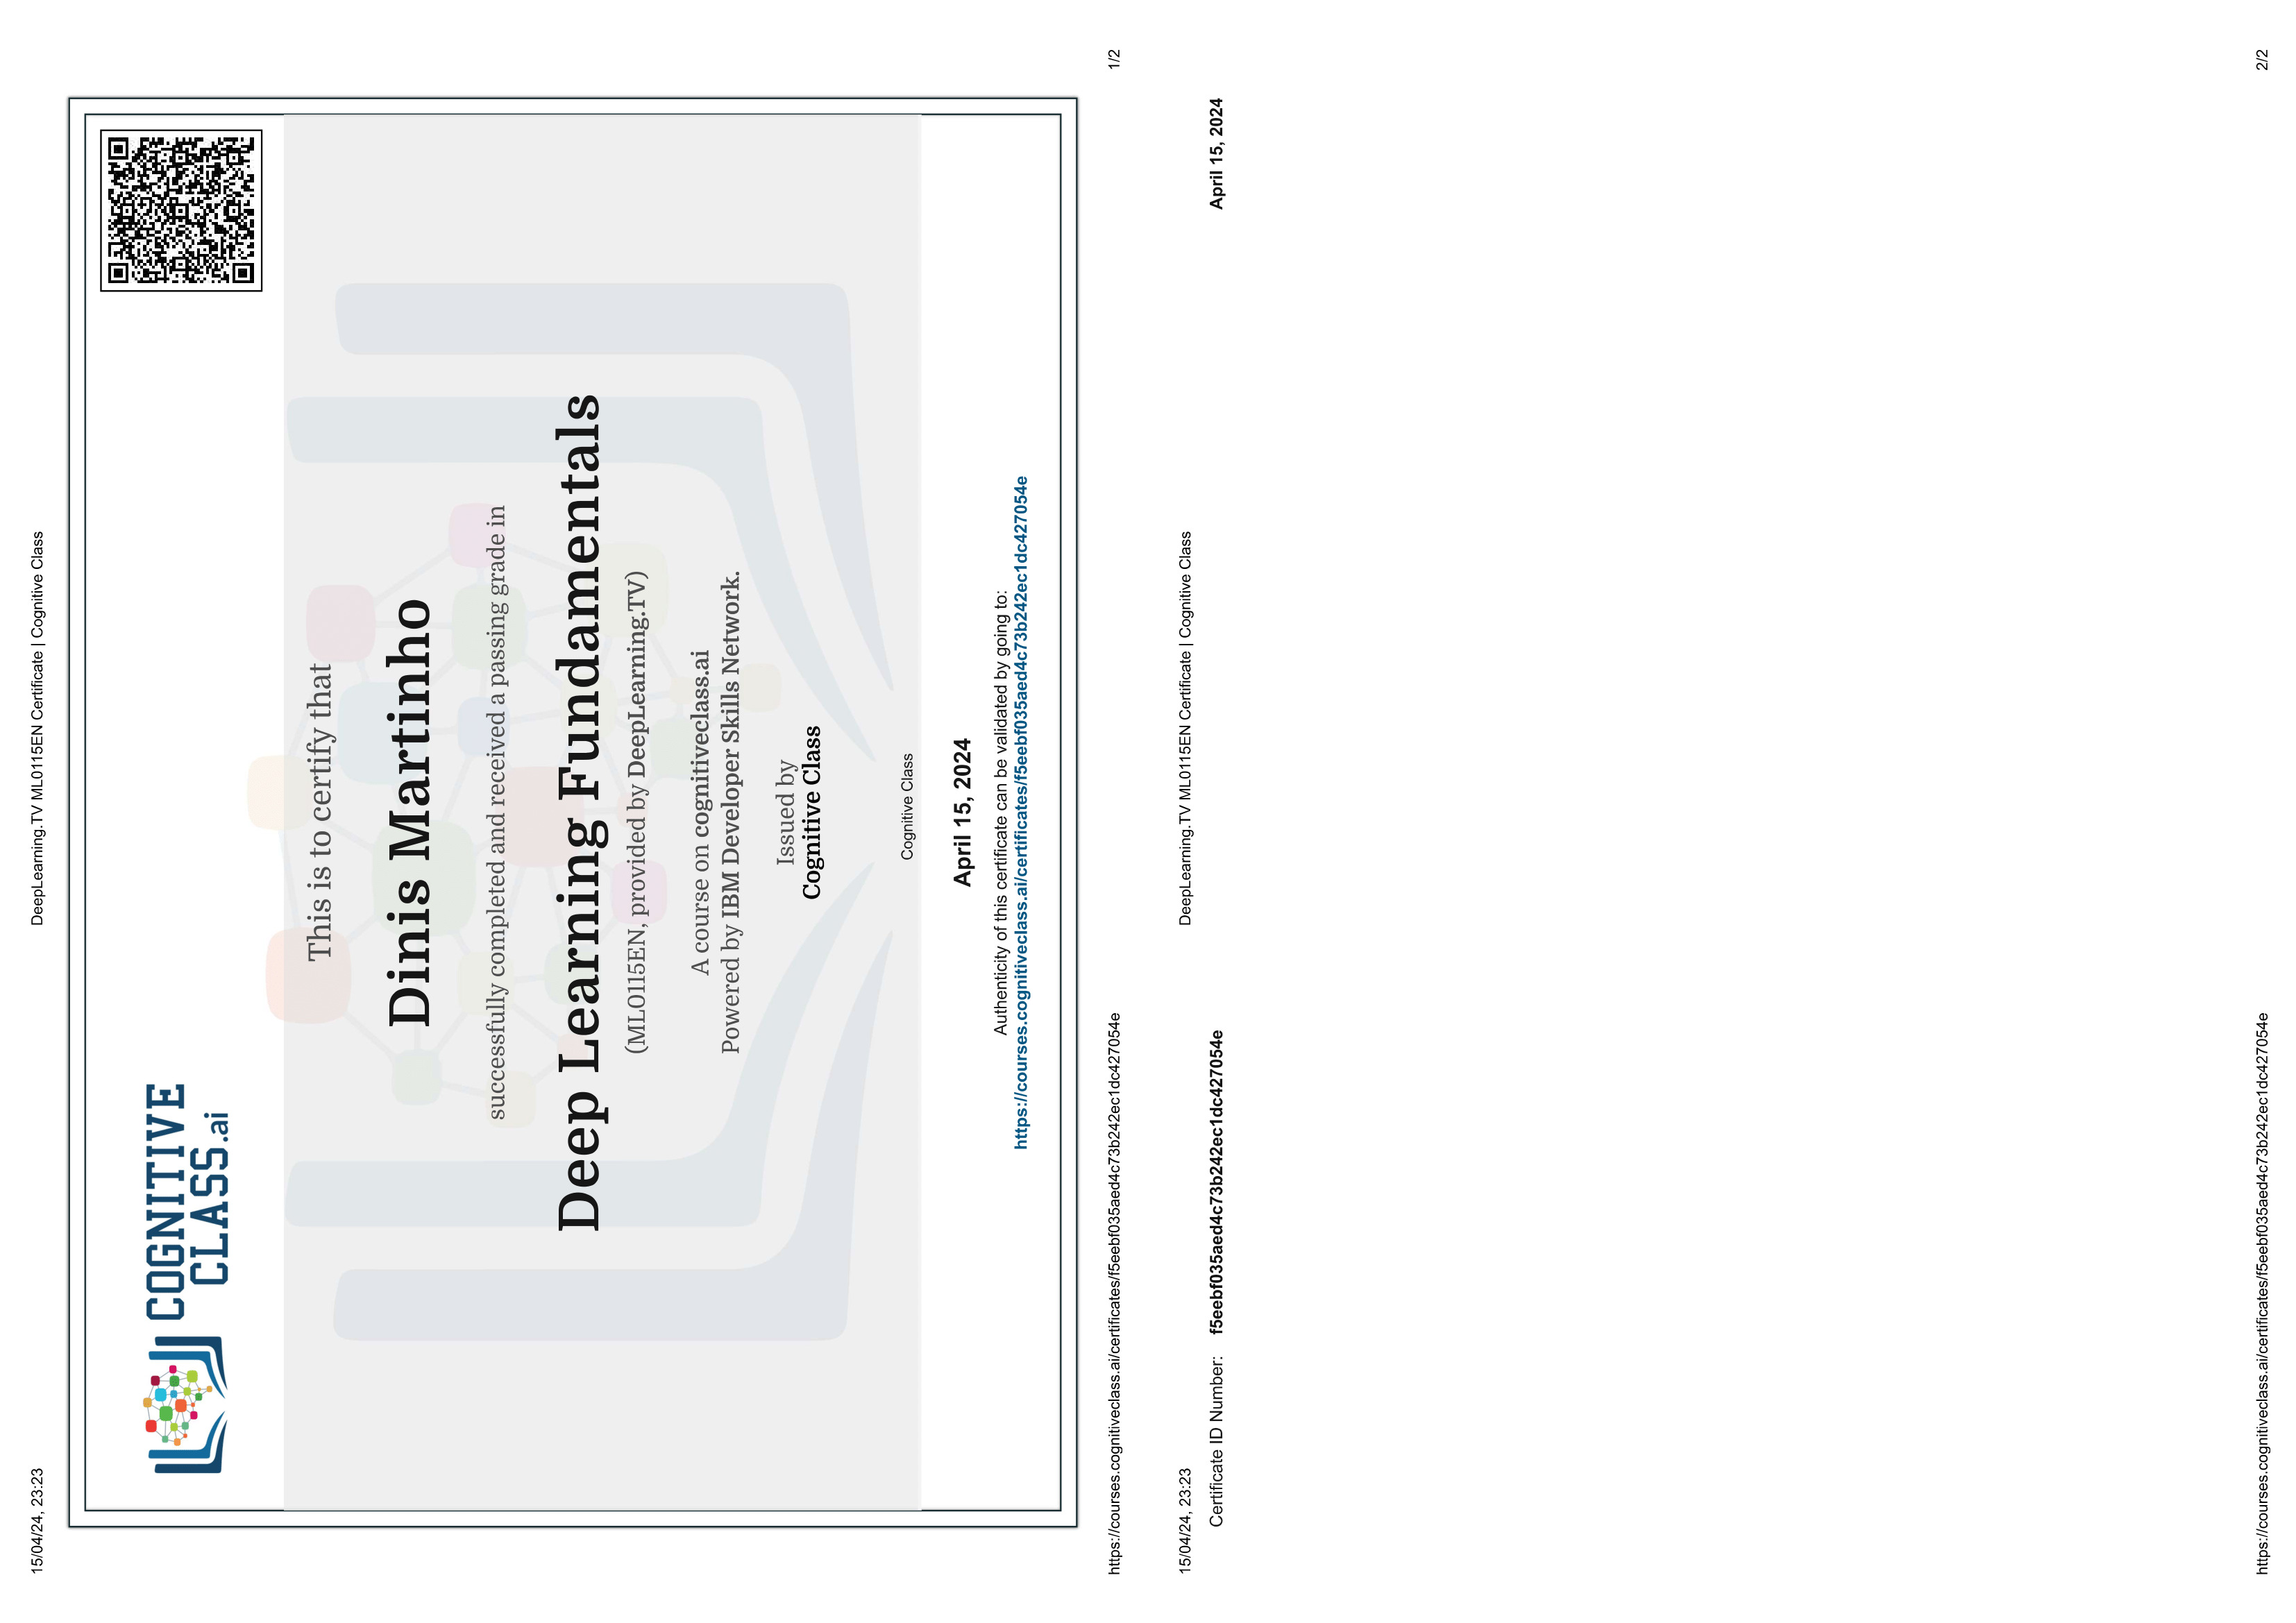 15/04/24, 23:23
DeepLearning.TV ML0115EN Certificate | Cognitive Class
COGNITIVE
CLASS.ai
This is to certify that
Dinis Martinho
successfully completed and received a passing grade in
Deep Learning Fundamentals
(ML0115EN, provided by DeepLearning.TV)
A course on cognitiveclass.ai
Powered by IBM Developer Skills Network.
Issued by
Cognitive Class
Cognitive Class
April 15, 2024
Authenticity of this certificate can be validated by going to:
https://courses.cognitiveclass.ai/certificates/f5eebf035aed4c73b242ec1dc427054e
https://courses.cognitiveclass.ai/certificates/f5eebf035aed4c73b242ec1dc427054e
1/2
15/04/24, 23:23
DeepLearning.TV ML0115EN Certificate | Cognitive Class
Certificate ID Number: f5eebf035aed4c73b242ec1dc427054e
April 15, 2024
https://courses.cognitiveclass.ai/certificates/f5eebf035aed4c73b242ec1dc427054e
2/2